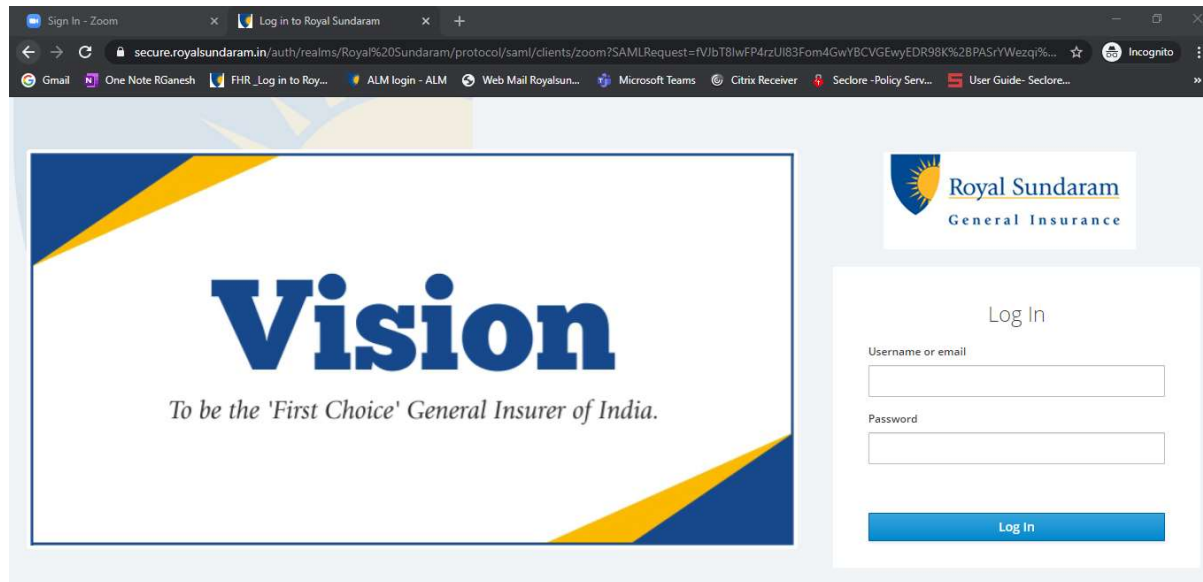 Sign In - Zoom
Log in to Royal Sundaram
secure.royalsundaram.in/auth/realms/Royal%20Sundaram/protocol/saml/clients/zoom?SAMLRequest=fVJbT8IwFP4rzUl83Fom4GwYBCVGEwyEDR98K%2BPASrYWezqi%...
Incognito
Gmail One Note RGanesh FHR _Log in to Roy... ALM login - ALM Web Mail Royalsun... Microsoft Teams Citrix Receiver Seclore -Policy Serv... User Guide- Seclore... »
Royal Sundaram
General Insurance
Vision
To be the 'First Choice' General Insurer of India.
Log In
Username or email
Password
Log In